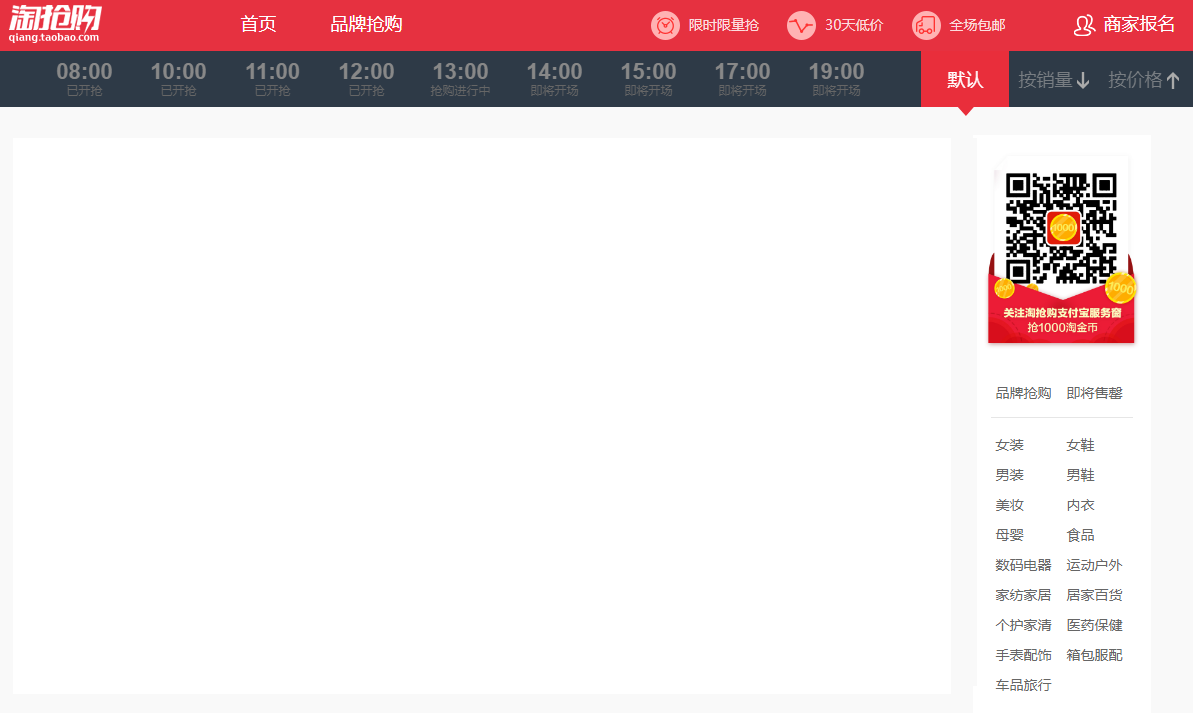 淘抢购
qiang.taobao.com
首页 品牌抢购 限时限量抢 30天低价 全场包邮 商家报名
08:00 10:00 11:00 12:00 13:00 14:00 15:00 17:00 19:00
已开抢 已开抢 已开抢 已开抢 抢购进行中 即将开场 即将开场 即将开场 即将开场
默认 按销量 按价格
1000
1000 1000
关注淘抢购支付宝服务窗
抢1000淘金币
品牌抢购 即将售罄
女装 女鞋
男装 男鞋
美妆 内衣
母婴 食品
数码电器 运动户外
家纺家居 居家百货
个护家清 医药保健
手表配饰 箱包服配
车品旅行